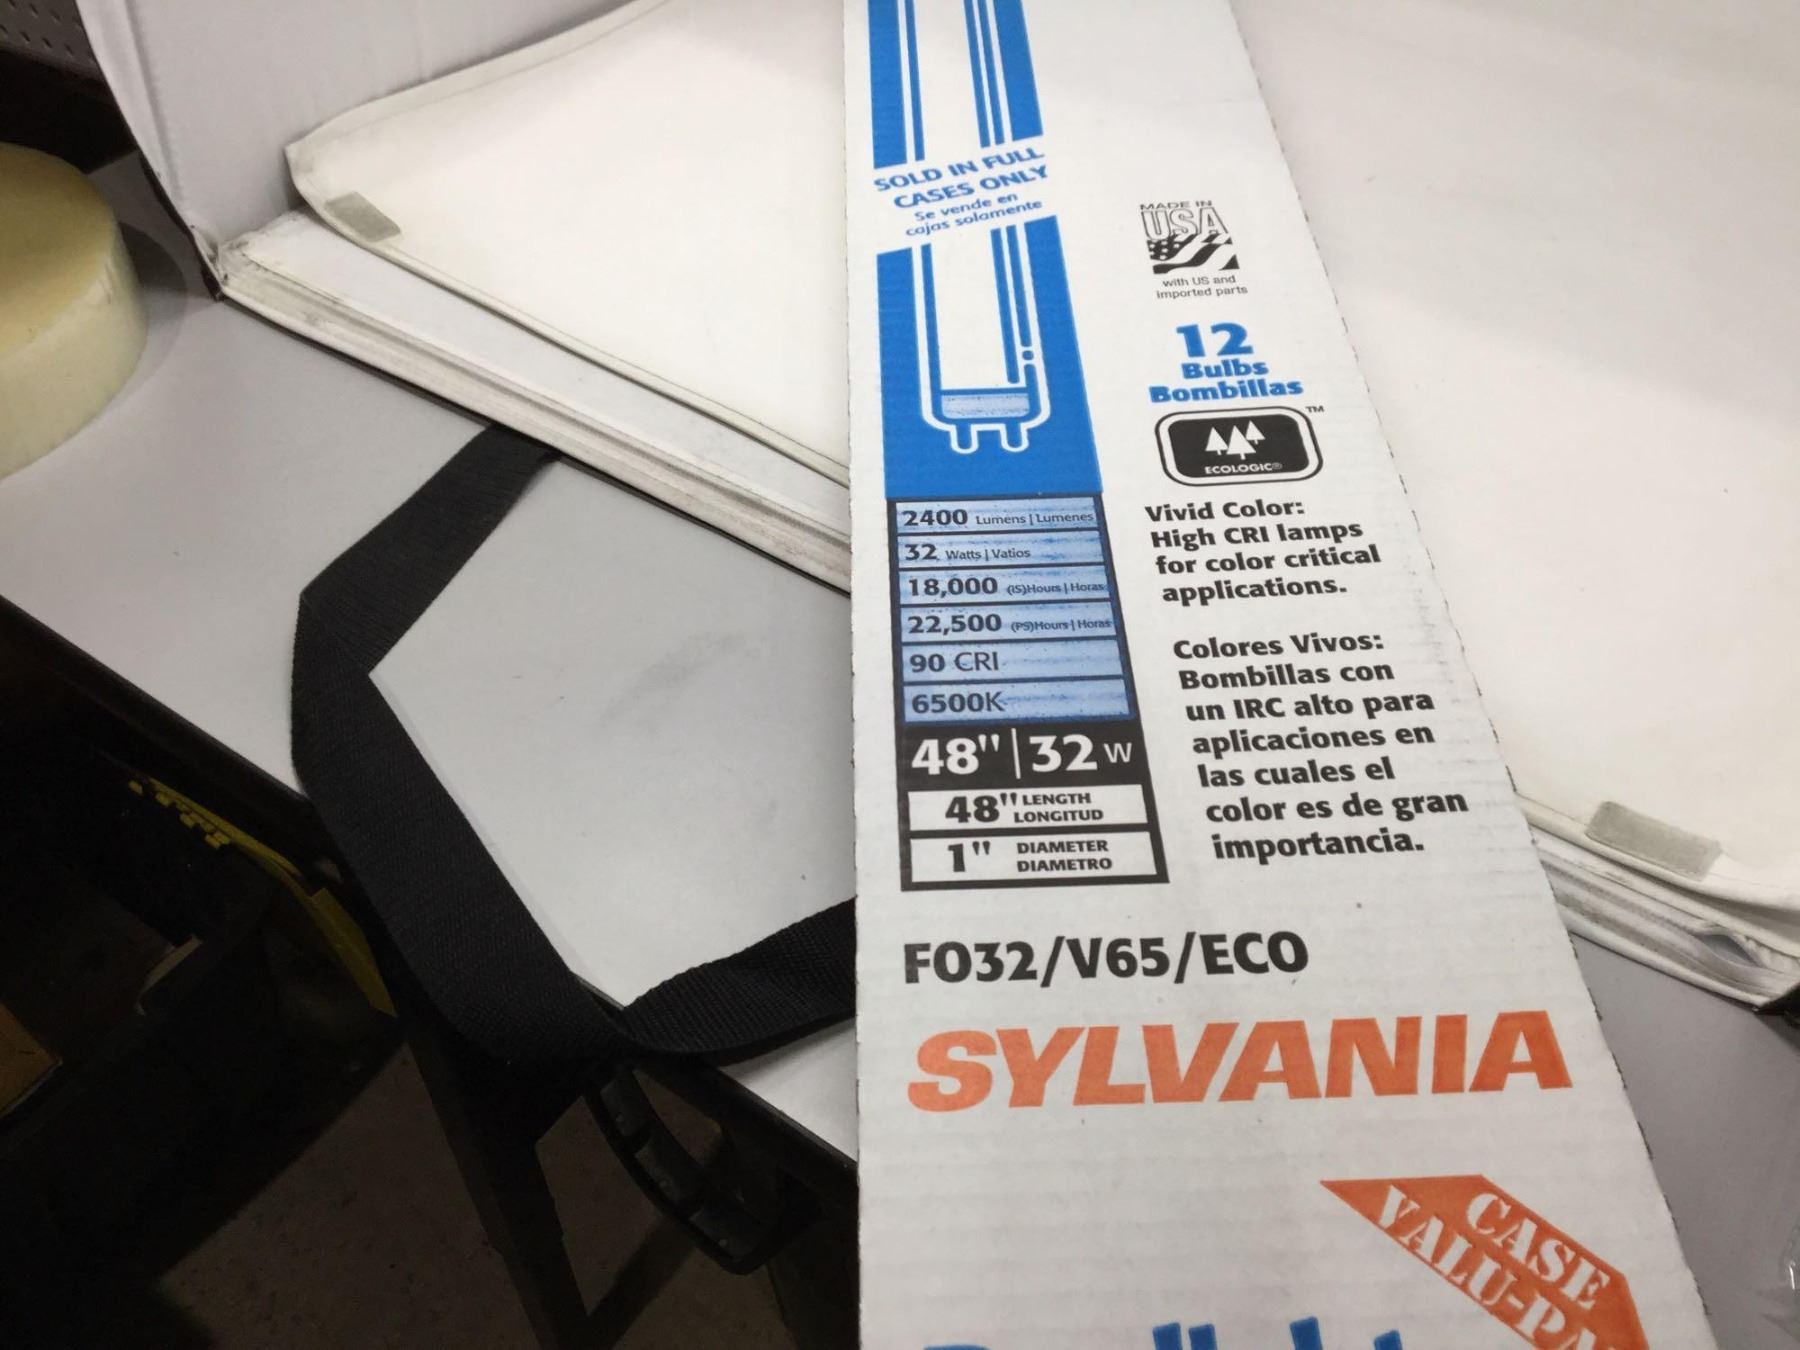 SOLD IN FULL
CASES ONLY
Se vende en
cajas solamente
MADE IN
USA
with US and
imported parts
12
Bulbs
Bombillas
TM
ECOLOGIC®
2400 Lumens | Lumenes
32 Watts | Vatios
18,000 (IS)Hours | Horas
22,500 (PS)Hours | Horas
90 CRI
6500K
48" | 32 W
48" LENGTH
LONGITUD
1" DIAMETER
DIAMETRO
Vivid Color:
High CRI lamps
for color critical
applications.
Colores Vivos:
Bombillas con
un IRC alto para
aplicaciones en
las cuales el
color es de gran
importancia.
FO32/V65/ECO
SYLVANIA
CASE
VALU-PA